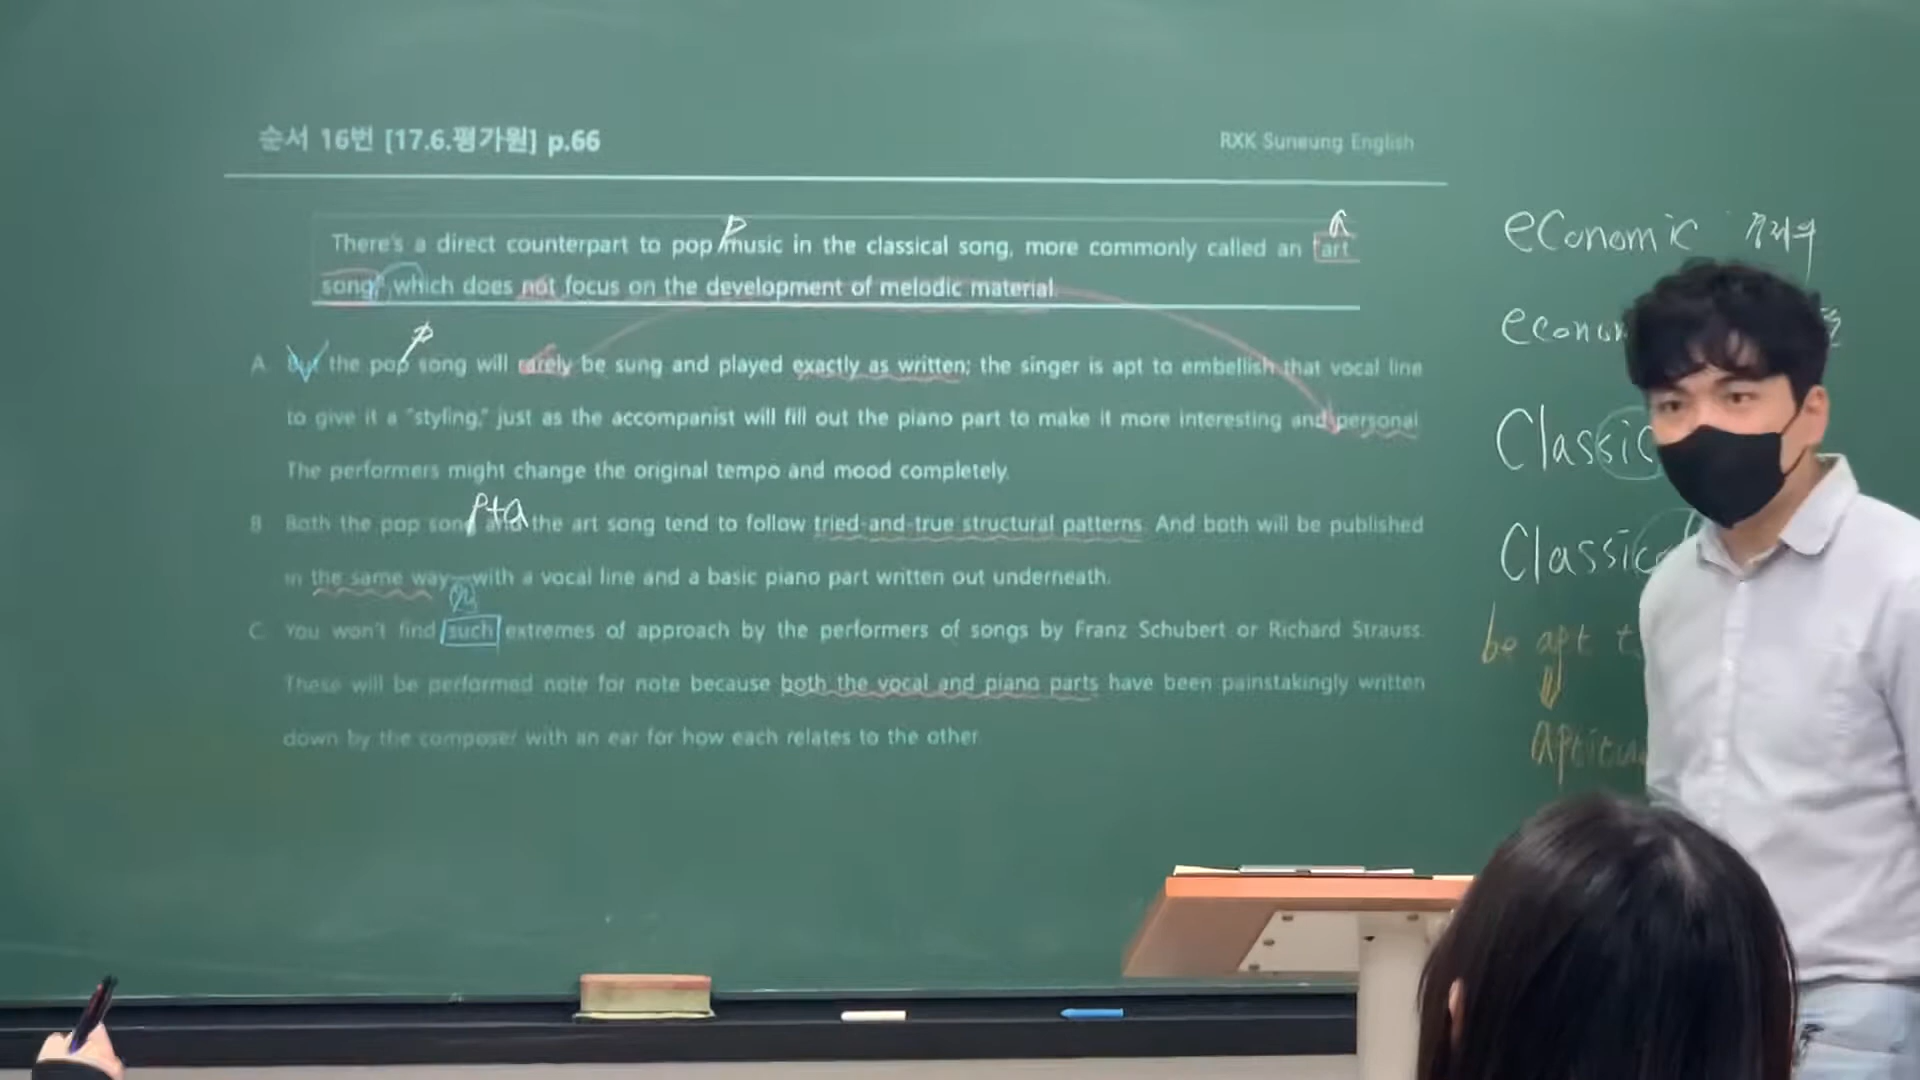 순서 16번 [17.6.평가원] p.66
RXK Suneung English
P
A
There's a direct counterpart to pop music in the classical song, more commonly called an "art
song," which does not focus on the development of melodic material.
p
A. But the pop song will rarely be sung and played exactly as written; the singer is apt to embellish that vocal line
to give it a "styling," just as the accompanist will fill out the piano part to make it more interesting and personal.
The performers might change the original tempo and mood completely.
P+a
B. Both the pop song and the art song tend to follow tried-and-true structural patterns. And both will be published
in the same way—with a vocal line and a basic piano part written out underneath.
C. You won't find such extremes of approach by the performers of songs by Franz Schubert or Richard Strauss.
These will be performed note for note because both the vocal and piano parts have been painstakingly written
down by the composer with an ear for how each relates to the other.
economic
Classic
be apt